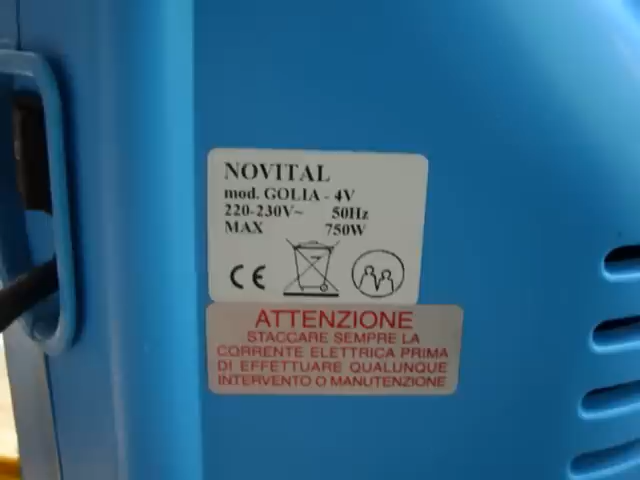 NOVITAL
mod. GOLIA - 4V
220-230V~ 50Hz
MAX 750W
CE
ATTENZIONE
STACCARE SEMPRE LA
CORRENTE ELETTRICA PRIMA
DI EFFETTUARE QUALUNQUE
INTERVENTO O MANUTENZIONE